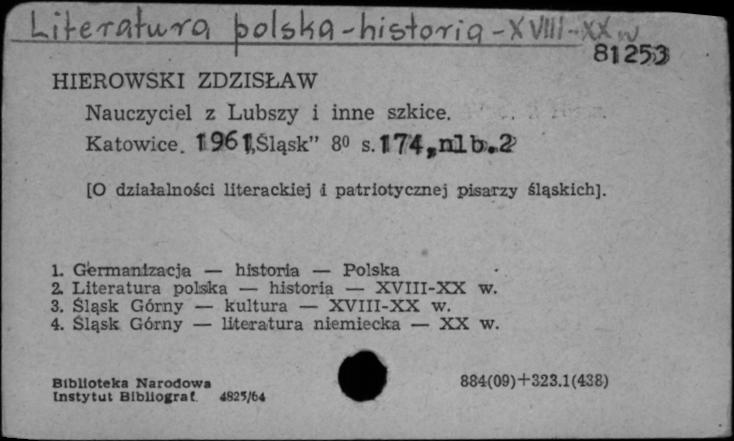 Literatura polska-historia-XVIII-XX w
81253
HIEROWSKI ZDZISŁAW
Nauczyciel z Lubszy i inne szkice.
Katowice. 1961 „Śląsk” 8⁰ s. 174, nlb. 2
[O działalności literackiej i patriotycznej pisarzy śląskich].
1. Germanizacja — historia — Polska
2. Literatura polska — historia — XVIII-XX w.
3. Śląsk Górny — kultura — XVIII-XX w.
4. Śląsk Górny — literatura niemiecka — XX w.
Biblioteka Narodowa
Instytut Bibliograf. 4825/64
884(09)+323.1(438)